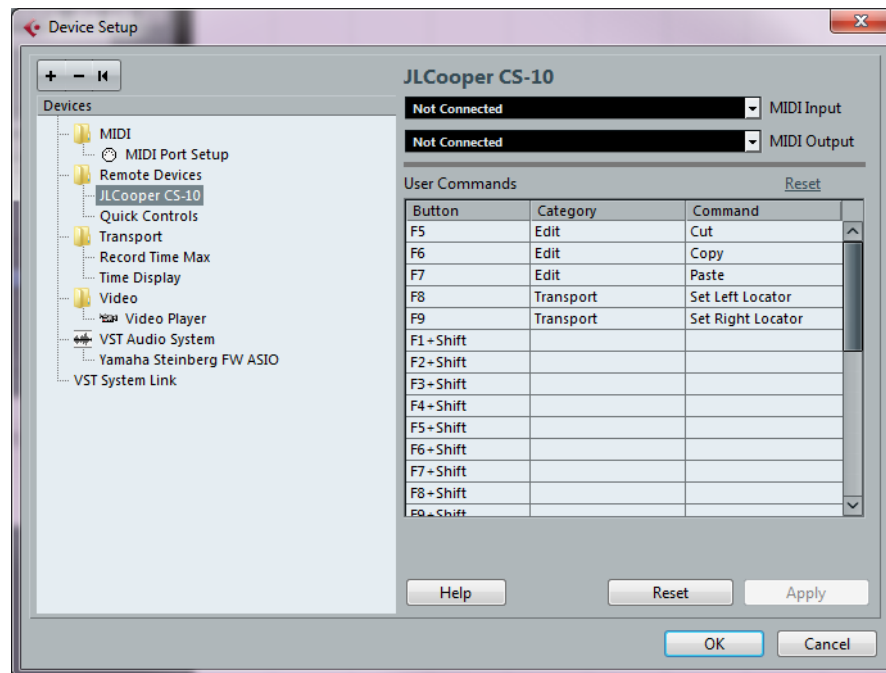 Device Setup
Devices
MIDI
MIDI Port Setup
Remote Devices
JLCooper CS-10
Quick Controls
Transport
Record Time Max
Time Display
Video
Video Player
VST Audio System
Yamaha Steinberg FW ASIO
VST System Link
JLCooper CS-10
Not Connected MIDI Input
Not Connected MIDI Output
User Commands Reset
Button Category Command
F5 Edit Cut
F6 Edit Copy
F7 Edit Paste
F8 Transport Set Left Locator
F9 Transport Set Right Locator
F1+Shift
F2+Shift
F3+Shift
F4+Shift
F5+Shift
F6+Shift
F7+Shift
F8+Shift
F9+Shift
Help Reset Apply
OK Cancel